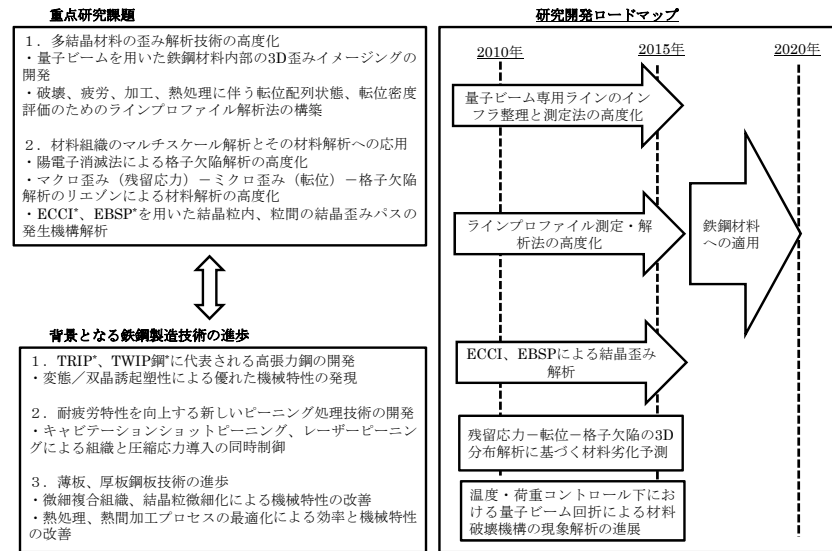 重点研究課題
1．多結晶材料の歪み解析技術の高度化
・量子ビームを用いた鉄鋼材料内部の3D歪みイメージングの
開発
・破壊、疲労、加工、熱処理に伴う転位配列状態、転位密度
評価のためのラインプロファイル解析法の構築
2．材料組織のマルチスケール解析とその材料解析への応用
・陽電子消滅法による格子欠陥解析の高度化
・マクロ歪み（残留応力）－ミクロ歪み（転位）－格子欠陥
解析のリエゾンによる材料解析の高度化
・ECCI*、EBSP*を用いた結晶粒内、粒間の結晶歪みパスの
発生機構解析
背景となる鉄鋼製造技術の進歩
1．TRIP*、TWIP鋼*に代表される高張力鋼の開発
・変態／双晶誘起塑性による優れた機械特性の発現
2．耐疲労特性を向上する新しいピーニング処理技術の開発
・キャビテーションショットピーニング、レーザーピーニン
グによる組織と圧縮応力導入の同時制御
3．薄板、厚板鋼板技術の進歩
・微細複合組織、結晶粒微細化による機械特性の改善
・熱処理、熱間加工プロセスの最適化による効率と機械特性
の改善
研究開発ロードマップ
2010年
2015年
2020年
量子ビーム専用ラインのイン
フラ整理と測定法の高度化
ラインプロファイル測定・解
析法の高度化
鉄鋼材料
への適用
ECCI、EBSPによる結晶歪み
解析
残留応力－転位－格子欠陥の3D
分布解析に基づく材料劣化予測
温度・荷重コントロール下にお
ける量子ビーム回折による材料
破壊機構の現象解析の進展